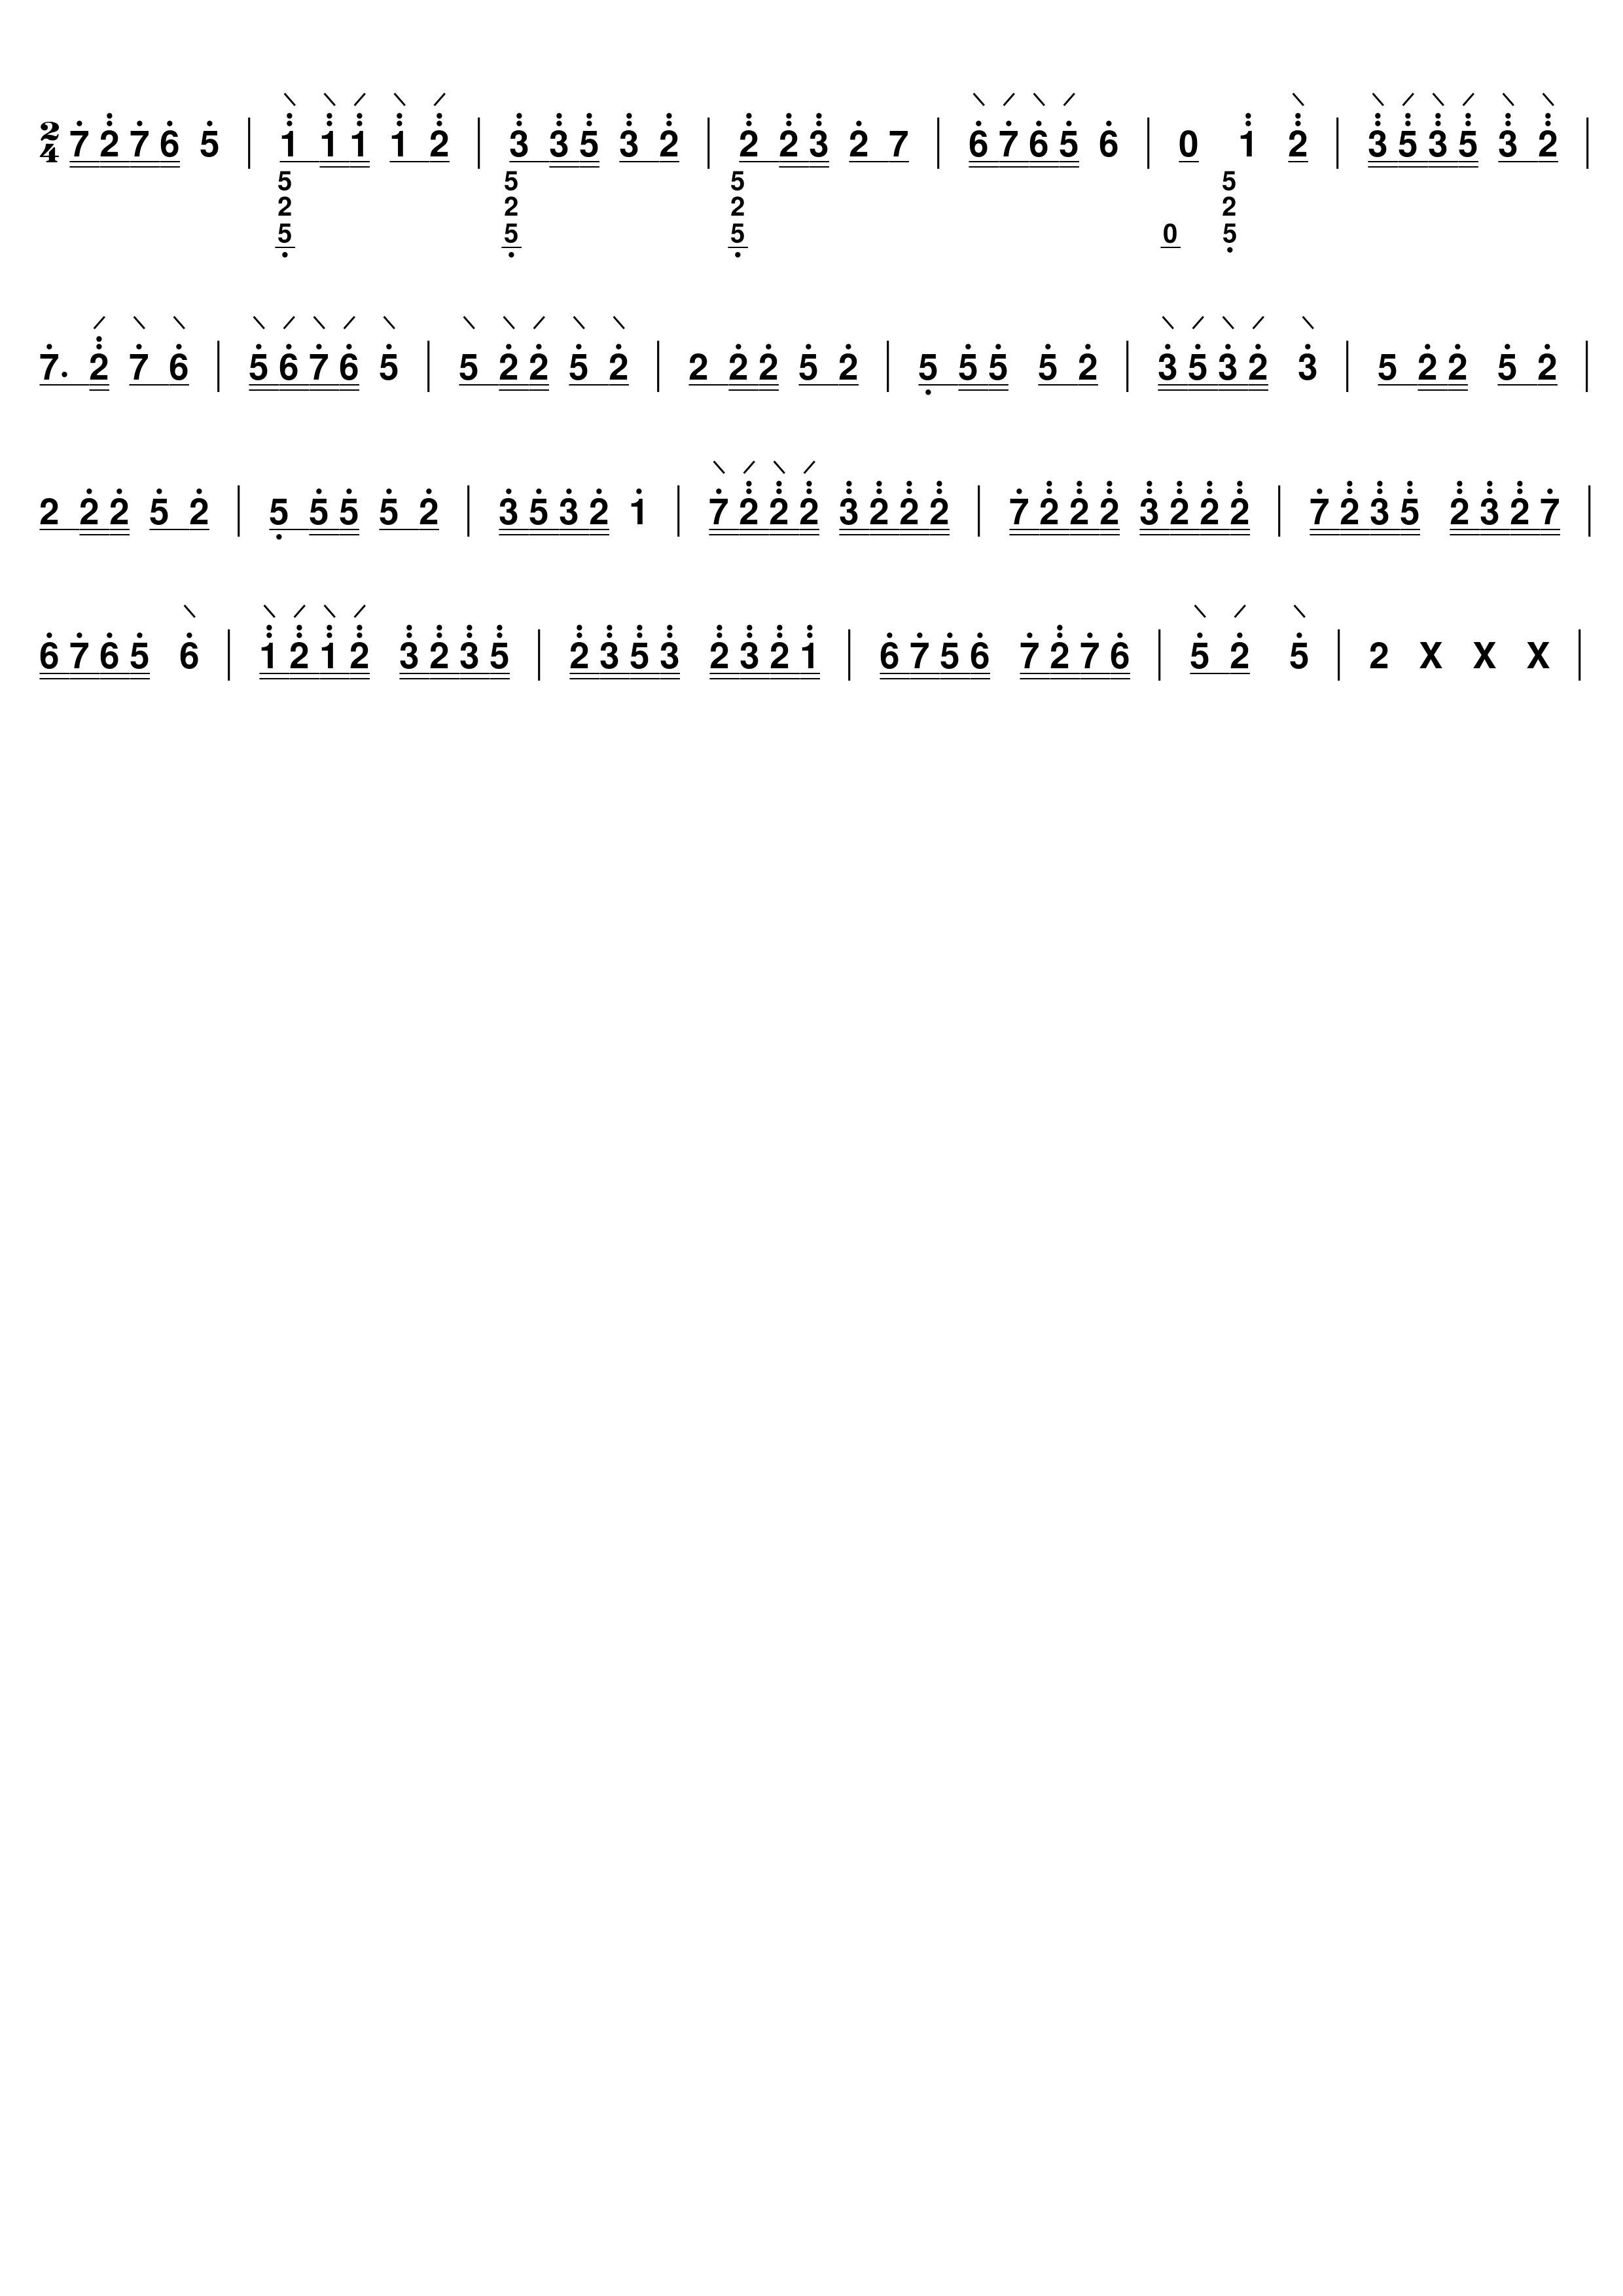 2/4 7̇ 2̈ 7̇ 6̇ 5̇ | 1̈ 1̈ 1̈ 1̈ 2̈ | 3̈ 3̈ 5̈ 3̈ 2̈ | 2̈ 2̈ 3̈ 2̇ 7 | 6̇ 7̇ 6̇ 5̇ 6̇ | 0 1̈ 2̈ | 3̈ 5̈ 3̈ 5̈ 3̇ 2̈ |
5 5 5 5
2 2 2 2
5̣ 5̣ 5̣ 0 5̣
7̇. 2̈ 7̇ 6̇ | 5̇ 6̇ 7̇ 6̇ 5̇ | 5 2̇ 2̇ 5̇ 2̇ | 2 2̇ 2̇ 5̇ 2̇ | 5̣ 5̇ 5̇ 5̇ 2̇ | 3̇ 5̇ 3̇ 2̇ 3̇ | 5 2̇ 2̇ 5̇ 2̇ |
2 2̇ 2̇ 5̇ 2̇ | 5̣ 5̇ 5̇ 5̇ 2̇ | 3̇ 5̇ 3̇ 2̇ 1̇ | 7̇ 2̈ 2̈ 2̈ 3̈ 2̈ 2̈ 2̈ | 7̇ 2̈ 2̈ 2̈ 3̈ 2̈ 2̈ 2̈ | 7̇ 2̈ 3̈ 5̈ 2̈ 3̈ 2̈ 7̇ |
6̇ 7̇ 6̇ 5̇ 6̇ | 1̈ 2̈ 1̈ 2̈ 3̈ 2̈ 3̈ 5̈ | 2̈ 3̈ 5̈ 3̈ 2̈ 3̈ 2̈ 1̈ | 6̇ 7̇ 5̇ 6̇ 7̇ 2̈ 7̇ 6̇ | 5̇ 2̇ 5̇ | 2 X X X |